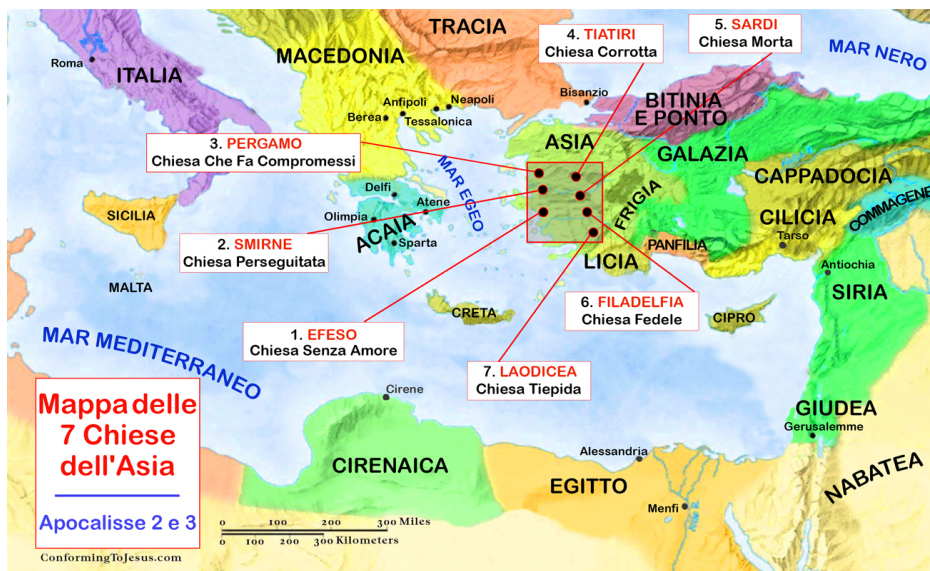 TRACIA
4. TIATIRI
Chiesa Corrotta
5. SARDI
Chiesa Morta
MAR NERO
MACEDONIA
Roma
ITALIA
Bisanzio
BITINIA
E PONTO
Anfipoli
Neapoli
Berea
Tessalonica
3. PERGAMO
Chiesa Che Fa Compromessi
ASIA
GALAZIA
MAR EGEO
CAPPADOCIA
FRIGIA
COMMAGENE
Delfi
Atene
Olimpia
ACAIA
Sparta
SICILIA
CILICIA
Tarso
PANFILIA
LICIA
2. SMIRNE
Chiesa Perseguitata
Antiochia
SIRIA
MALTA
6. FILADELFIA
Chiesa Fedele
CRETA
CIPRO
1. EFESO
Chiesa Senza Amore
MAR MEDITERRANEO
7. LAODICEA
Chiesa Tiepida
Cirene
Mappa delle
7 Chiese
dell'Asia
Apocalisse 2 e 3
GIUDEA
Gerusalemme
CIRENAICA
Alessandria
EGITTO
NABATEA
Menfi
0 100 200 300 Miles
0 100 200 300 Kilometers
ConformingToJesus.com